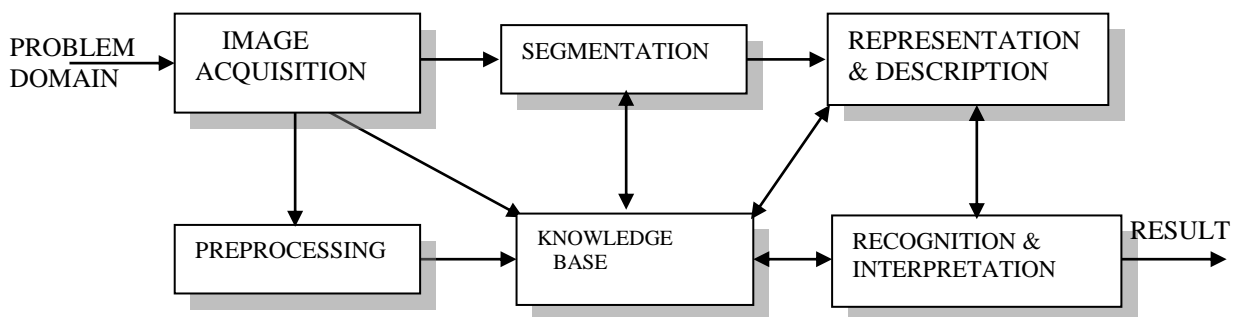 PROBLEM
DOMAIN
IMAGE
ACQUISITION
SEGMENTATION
REPRESENTATION
& DESCRIPTION
PREPROCESSING
KNOWLEDGE
BASE
RECOGNITION &
INTERPRETATION
RESULT